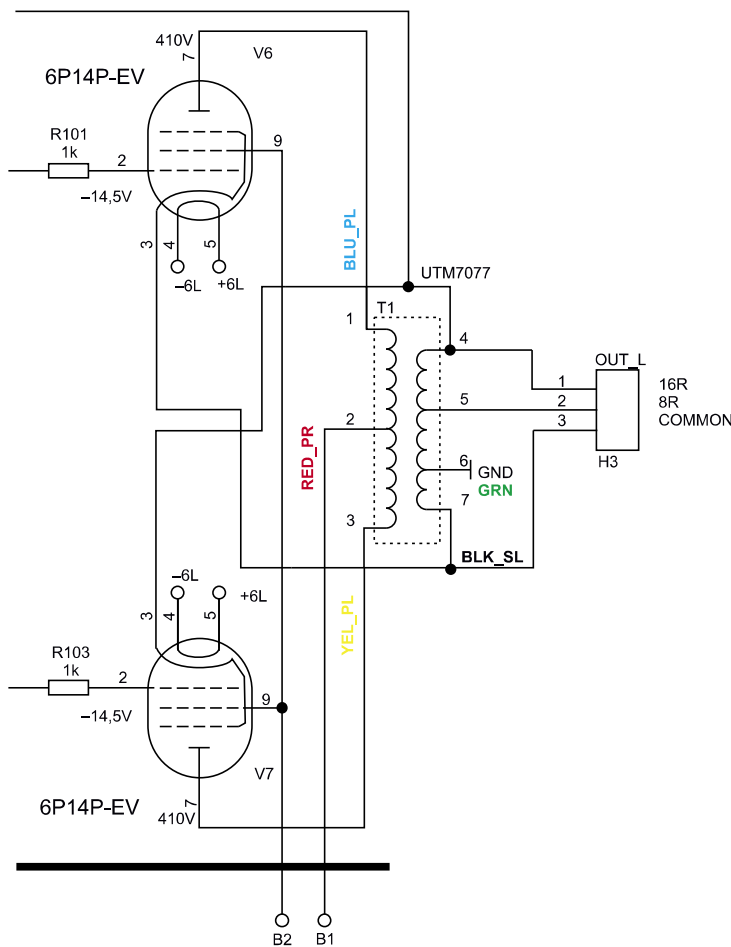 410V
7
V6
6P14P-EV
R101
1k
2
9
–14,5V
3
4
5
–6L
+6L
BLU_PL
UTM7077
T1
1
4
OUT_L
1
16R
5
2
8R
2
3
COMMON
RED_PR
6
GND
H3
GRN
7
3
BLK_SL
–6L
+6L
3
4
5
YEL_PL
R103
1k
2
9
–14,5V
V7
7
6P14P-EV
410V
B2
B1